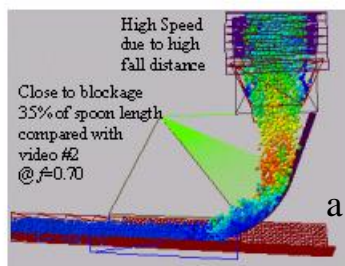 High Speed
due to high
fall distance
Close to blockage
35% of spoon length
compared with
video #2
@ f=0.70
a